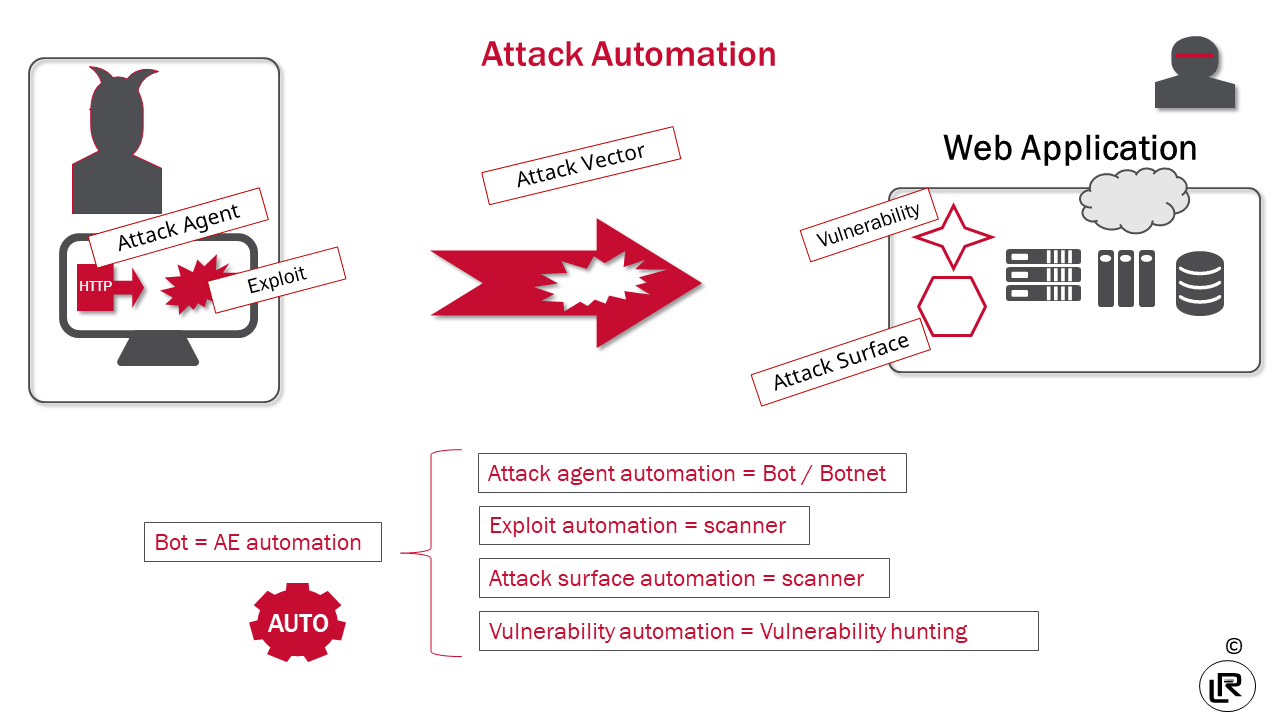 Attack Automation
Attack Vector
Web Application
Attack Agent
Vulnerability
HTTP
Exploit
Attack Surface
Attack agent automation = Bot / Botnet
Exploit automation = scanner
Bot = AE automation
Attack surface automation = scanner
AUTO
Vulnerability automation = Vulnerability hunting
©
LR